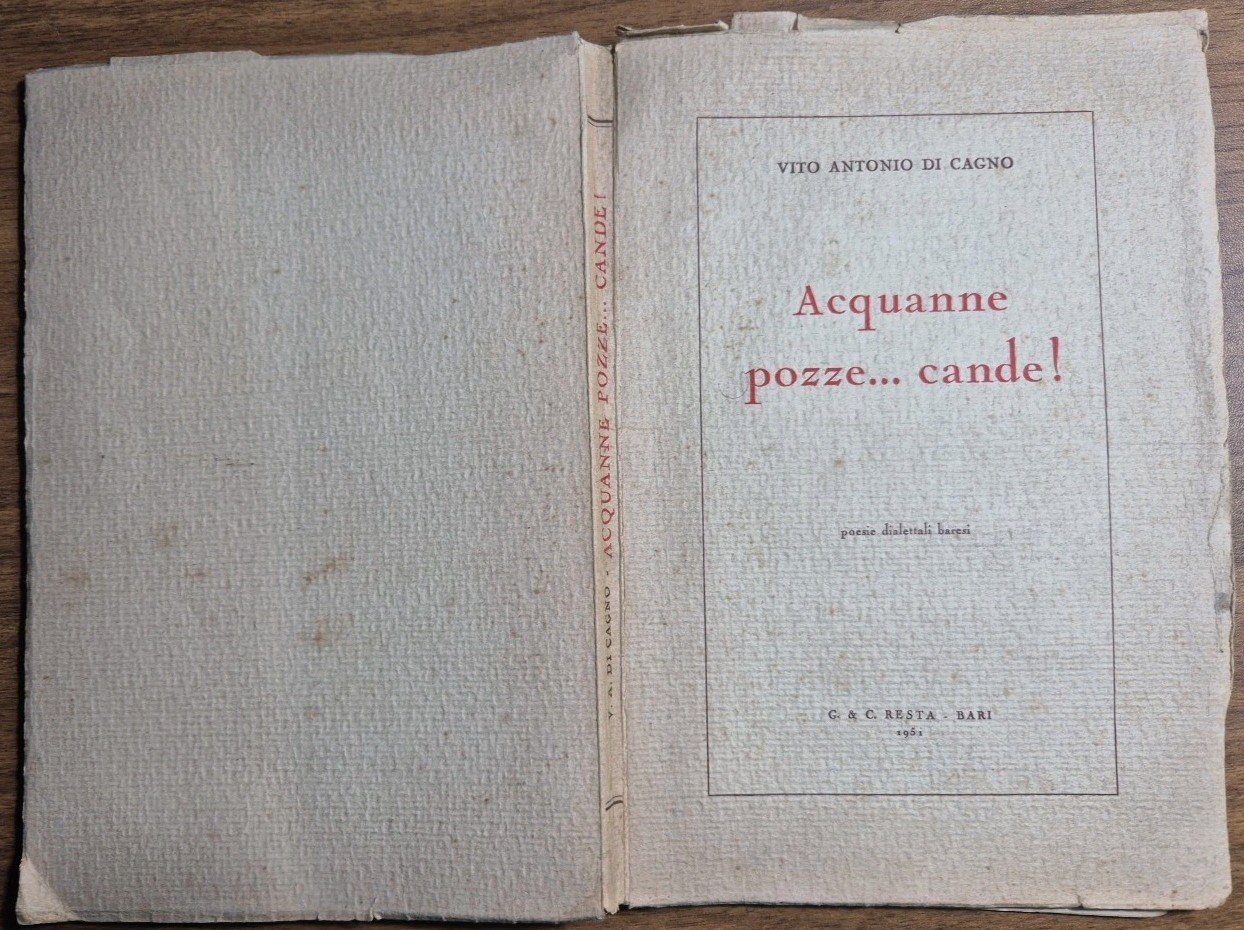 VITO ANTONIO DI CAGNO
Acquanne
pozze... cande!
poesie dialettali baresi
G. & C. RESTA - BARI
1951
V. A. DI CAGNO - ACQUANNE POZZE... CANDE!